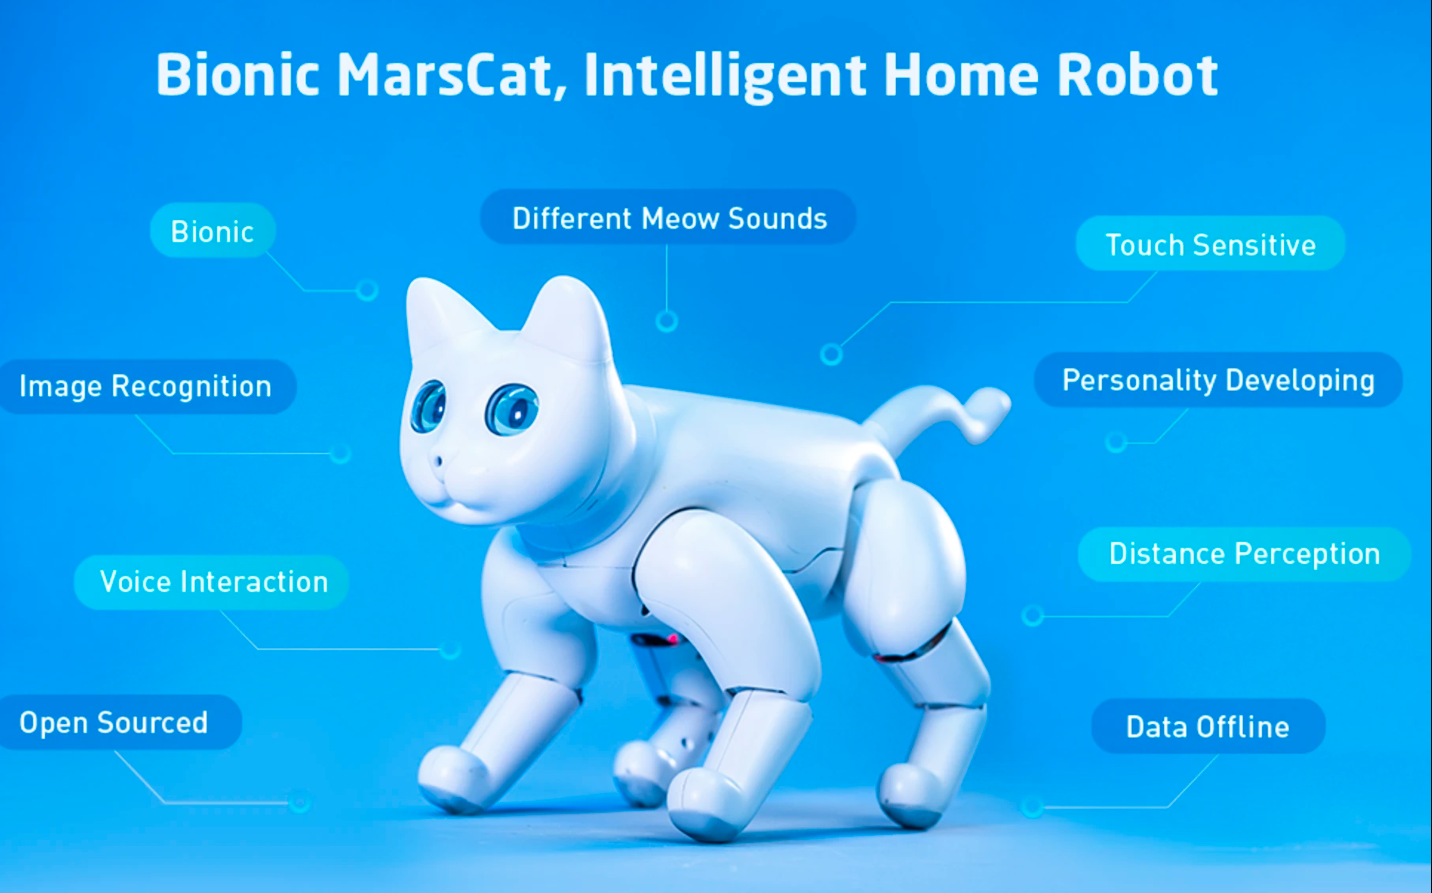 Bionic MarsCat, Intelligent Home Robot
Different Meow Sounds
Bionic
Touch Sensitive
Image Recognition
Personality Developing
Voice Interaction
Distance Perception
Open Sourced
Data Offline